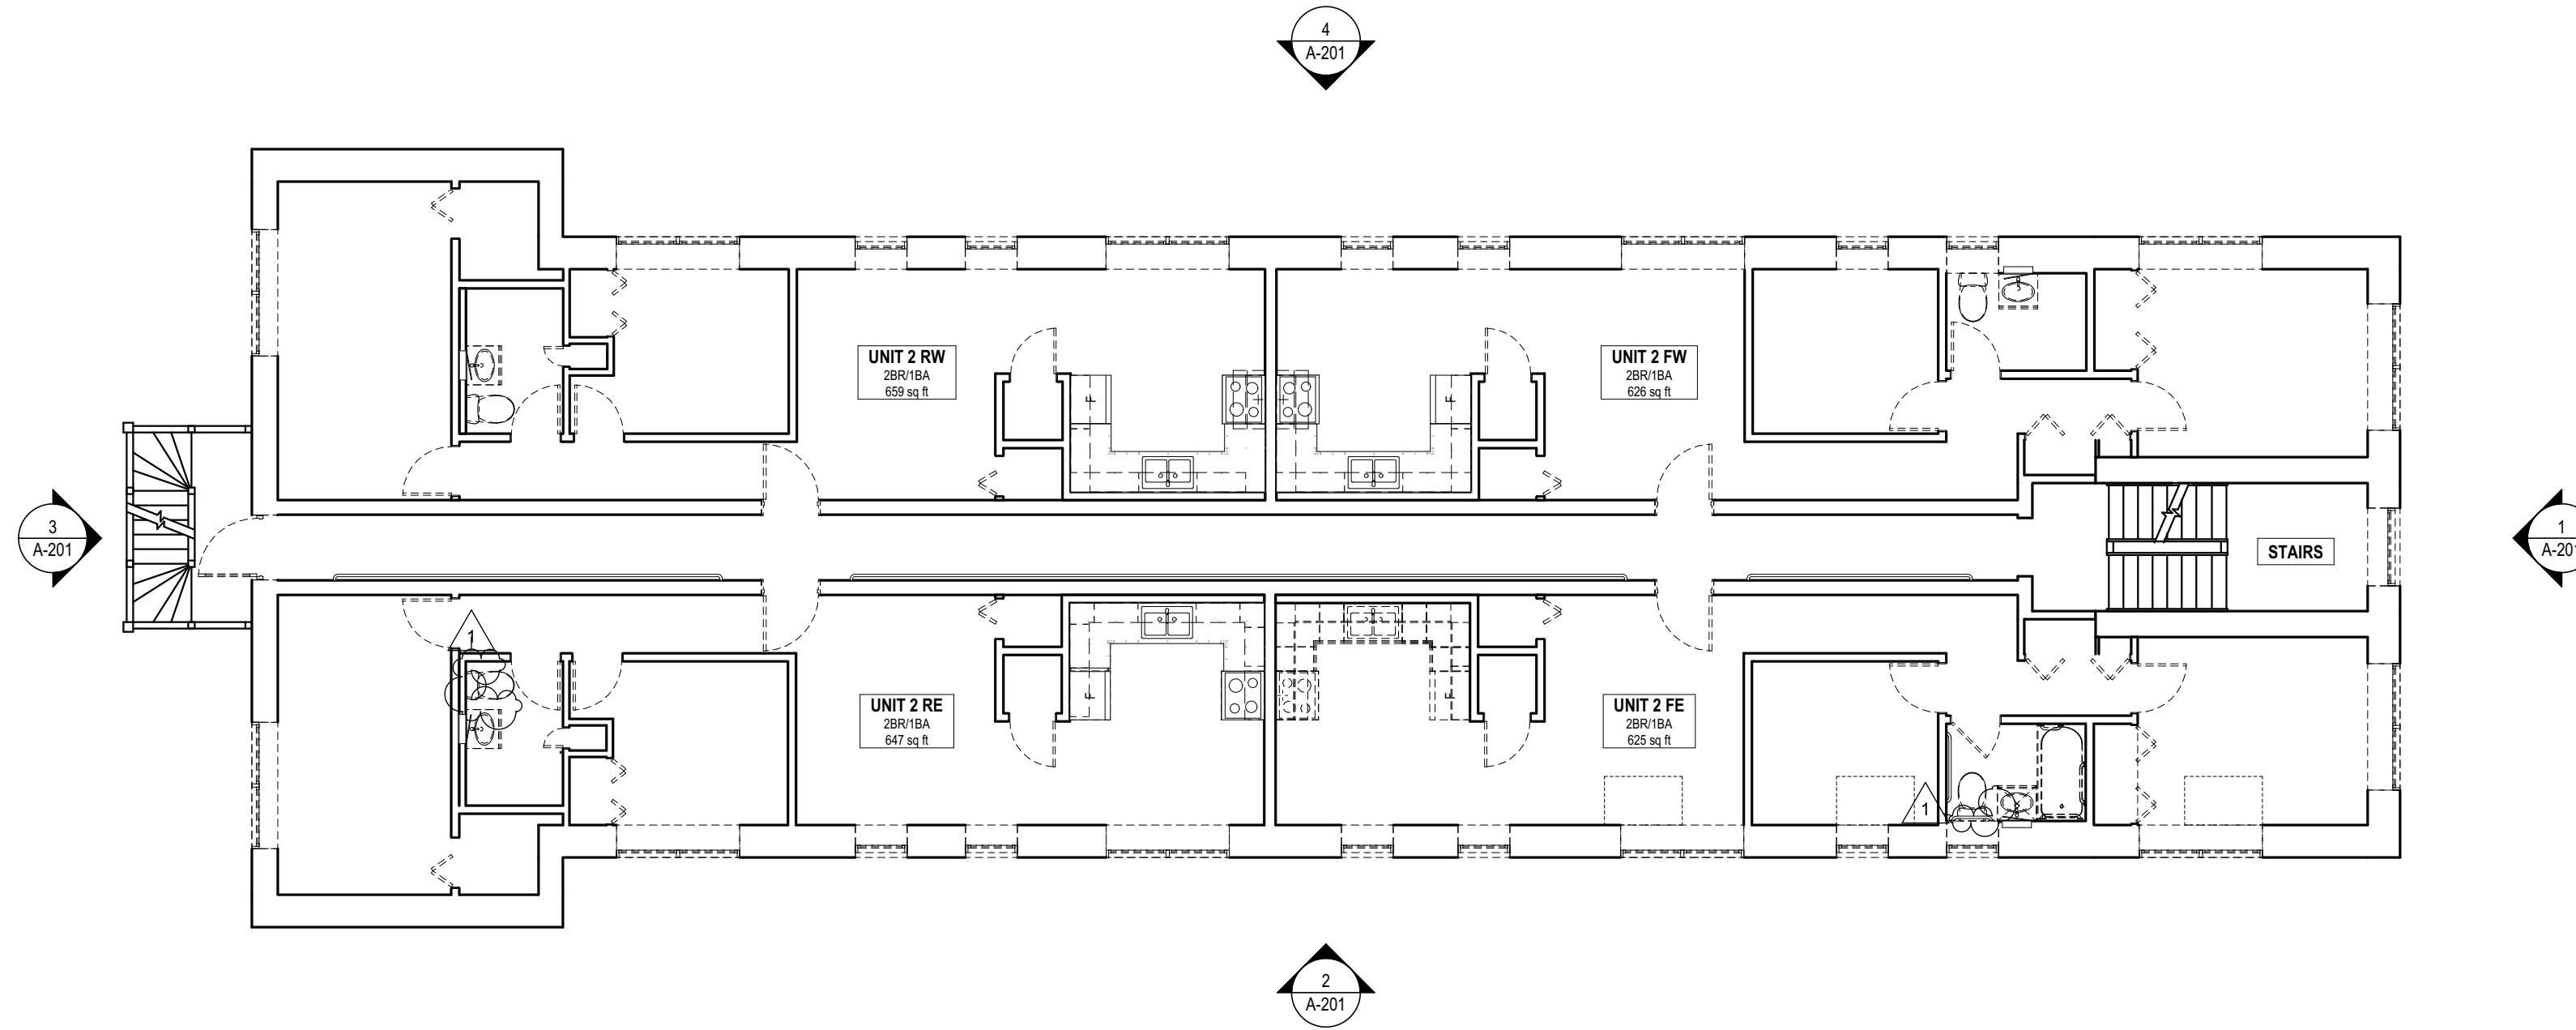 4
A-201
UNIT 2 RW
2BR/1BA
659 sq ft
UNIT 2 FW
2BR/1BA
626 sq ft
F
F
3
A-201
STAIRS
1
A-201
1
F
F
UNIT 2 RE
2BR/1BA
647 sq ft
UNIT 2 FE
2BR/1BA
625 sq ft
1
2
A-201